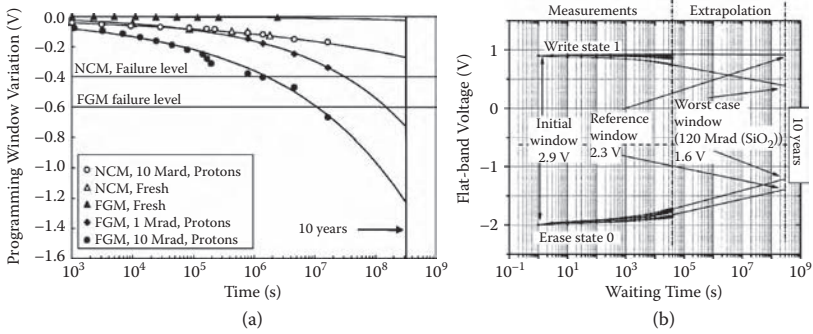 Programming Window Variation (V)
0.0
−0.2
−0.4
−0.6
−0.8
−1.0
−1.2
−1.4
−1.6
NCM, Failure level
FGM failure level
NCM, 10 Mard, Protons
NCM, Fresh
FGM, Fresh
FGM, 1 Mrad, Protons
FGM, 10 Mrad, Protons
10 years
10³ 10⁴ 10⁵ 10⁶ 10⁷ 10⁸ 10⁹
Time (s)
(a)
Measurements Extrapolation
Flat-band Voltage (V)
1
0
−1
−2
Write state 1
Initial
window
2.9 V
Reference
window
2.3 V
Worst case
window
(120 Mrad (SiO₂))
1.6 V
10 years
Erase state 0
10⁻¹ 10¹ 10³ 10⁵ 10⁷ 10⁹
Waiting Time (s)
(b)